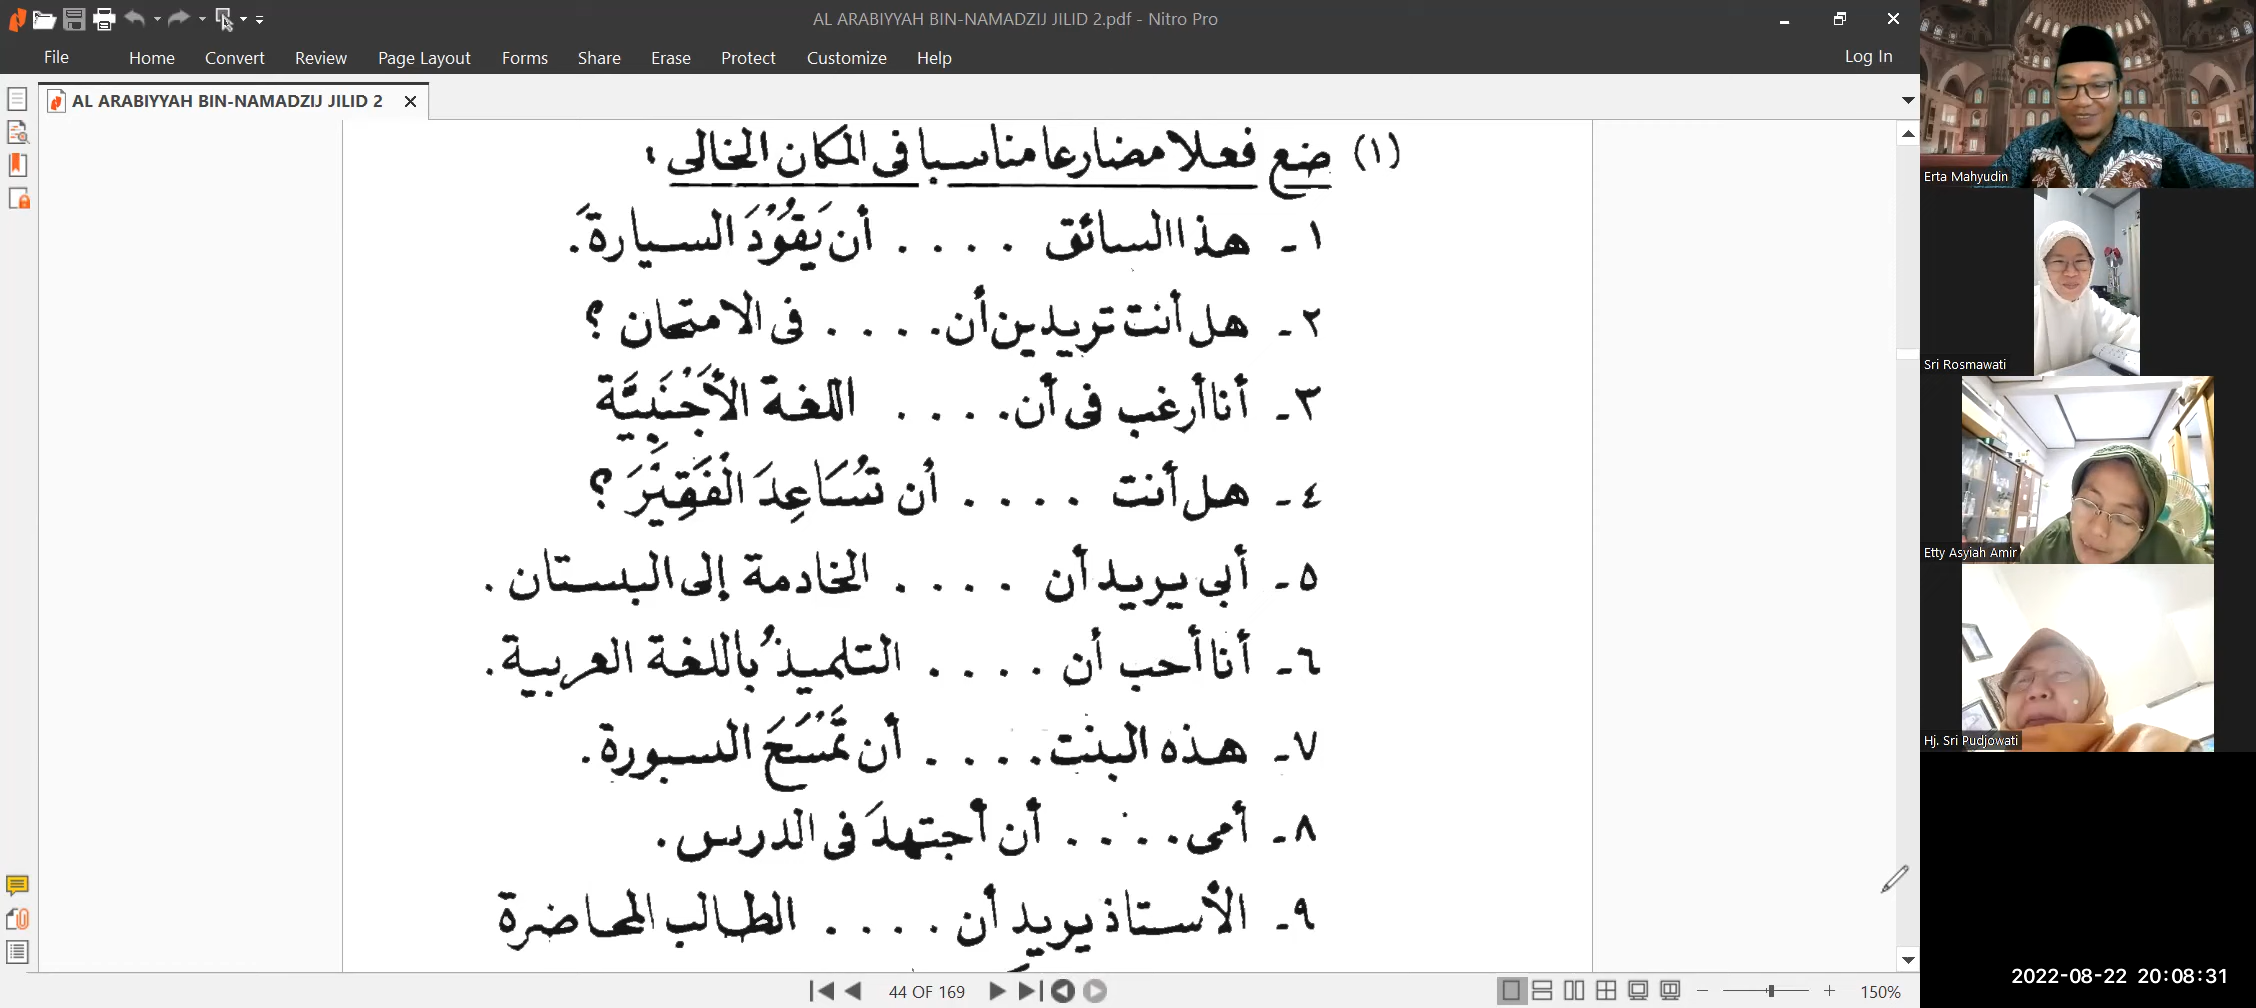 AL ARABIYYAH BIN-NAMADZIJ JILID 2.pdf - Nitro Pro
File Home Convert Review Page Layout Forms Share Erase Protect Customize Help Log In
AL ARABIYYAH BIN-NAMADZIJ JILID 2
(١) ضع فعلا مضارعا مناسبا فى المكان الخالى :
١ـ هذا السائق . . . . أن يَقُوْدَ السيارةَ.
٢ـ هل أنت تريدين أن. . . . فى الامتحان ؟
٣ـ أنا أرغب فى أن. . . . اللغة الأَجْنَبِيَّة
٤ـ هل أنت . . . . أن تُسَاعِدَ الْفَقِيْرَ ؟
٥ـ أبى يريد أن . . . . الخادمة إلى البستان .
٦ـ أنا أحب أن . . . . التلميذُ باللغة العربية.
٧ـ هذه البنت. . . . أن تَمْسَحَ السبورة.
٨ـ أمى. . . . أن أجتهدَ فى الدرس.
٩ـ الأستاذ يريد أن . . . . الطالب المحاضرة
44 OF 169
150%
Erta Mahyudin
Sri Rosmawati
Etty Asyiah Amir
Hj. Sri Pudjowati
2022-08-22 20:08:31